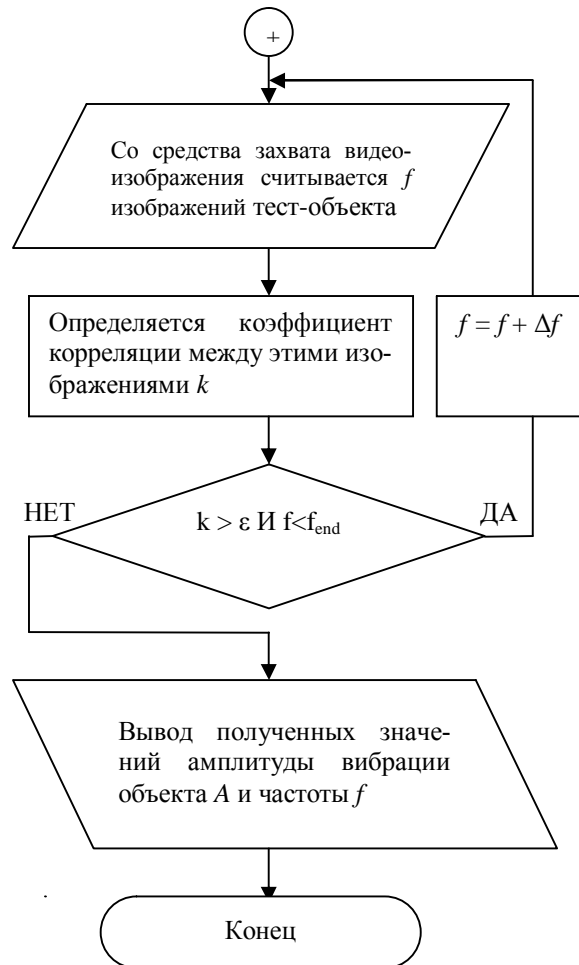 +
Со средства захвата видео-
изображения считывается f
изображений тест-объекта
Определяется коэффициент
корреляции между этими изо-
бражениями k
f = f + Δf
НЕТ
k > ε И f<f_end
ДА
Вывод полученных значе-
ний амплитуды вибрации
объекта A и частоты f
Конец